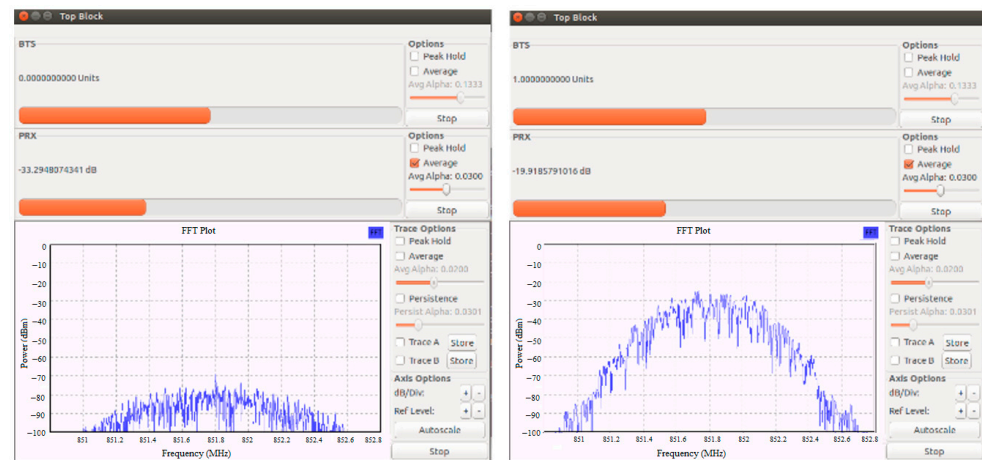 Top Block
BTS
Options
Peak Hold
Average
Avg Alpha: 0.1333
0.0000000000 Units
Stop
PRX
Options
Peak Hold
Average
Avg Alpha: 0.0300
-33.2948074341 dB
Stop
FFT Plot
FFT
Trace Options
Peak Hold
Average
Avg Alpha: 0.0200
Persistence
Persist Alpha: 0.0301
Trace A Store
Trace B Store
Axis Options
dB/Div: + -
Ref Level: + -
Autoscale
Stop
Power (dBm)
0
−10
−20
−30
−40
−50
−60
−70
−80
−90
−100
851 851.2 851.4 851.6 851.8 852 852.2 852.4 852.6 852.8
Frequency (MHz)
Top Block
BTS
Options
Peak Hold
Average
Avg Alpha: 0.1333
1.0000000000 Units
Stop
PRX
Options
Peak Hold
Average
Avg Alpha: 0.0300
-19.9185791016 dB
Stop
FFT Plot
FFT
Trace Options
Peak Hold
Average
Avg Alpha: 0.0200
Persistence
Persist Alpha: 0.0301
Trace A Store
Trace B Store
Axis Options
dB/Div: + -
Ref Level: + -
Autoscale
Stop
Power (dBm)
0
−10
−20
−30
−40
−50
−60
−70
−80
−90
−100
851 851.2 851.4 851.6 851.8 852 852.2 852.4 852.6 852.8
Frequency (MHz)